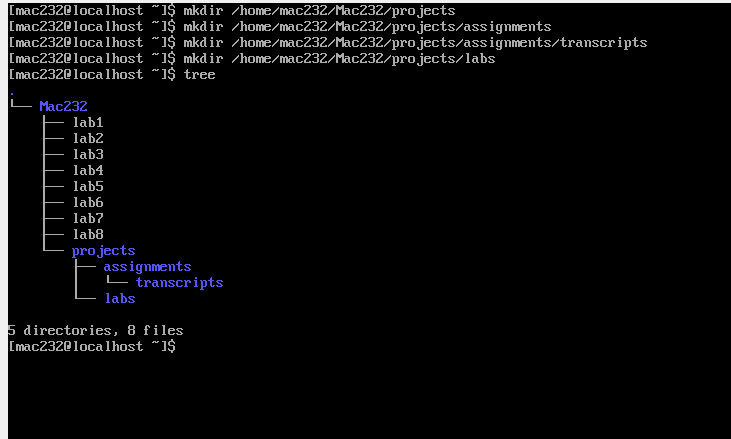 [mac232@localhost ~]$ mkdir /home/mac232/Mac232/projects
[mac232@localhost ~]$ mkdir /home/mac232/Mac232/projects/assignments
[mac232@localhost ~]$ mkdir /home/mac232/Mac232/projects/assignments/transcripts
[mac232@localhost ~]$ mkdir /home/mac232/Mac232/projects/labs
[mac232@localhost ~]$ tree
.
└── Mac232
    ├── lab1
    ├── lab2
    ├── lab3
    ├── lab4
    ├── lab5
    ├── lab6
    ├── lab7
    ├── lab8
    └── projects
        ├── assignments
        │   └── transcripts
        └── labs
5 directories, 8 files
[mac232@localhost ~]$